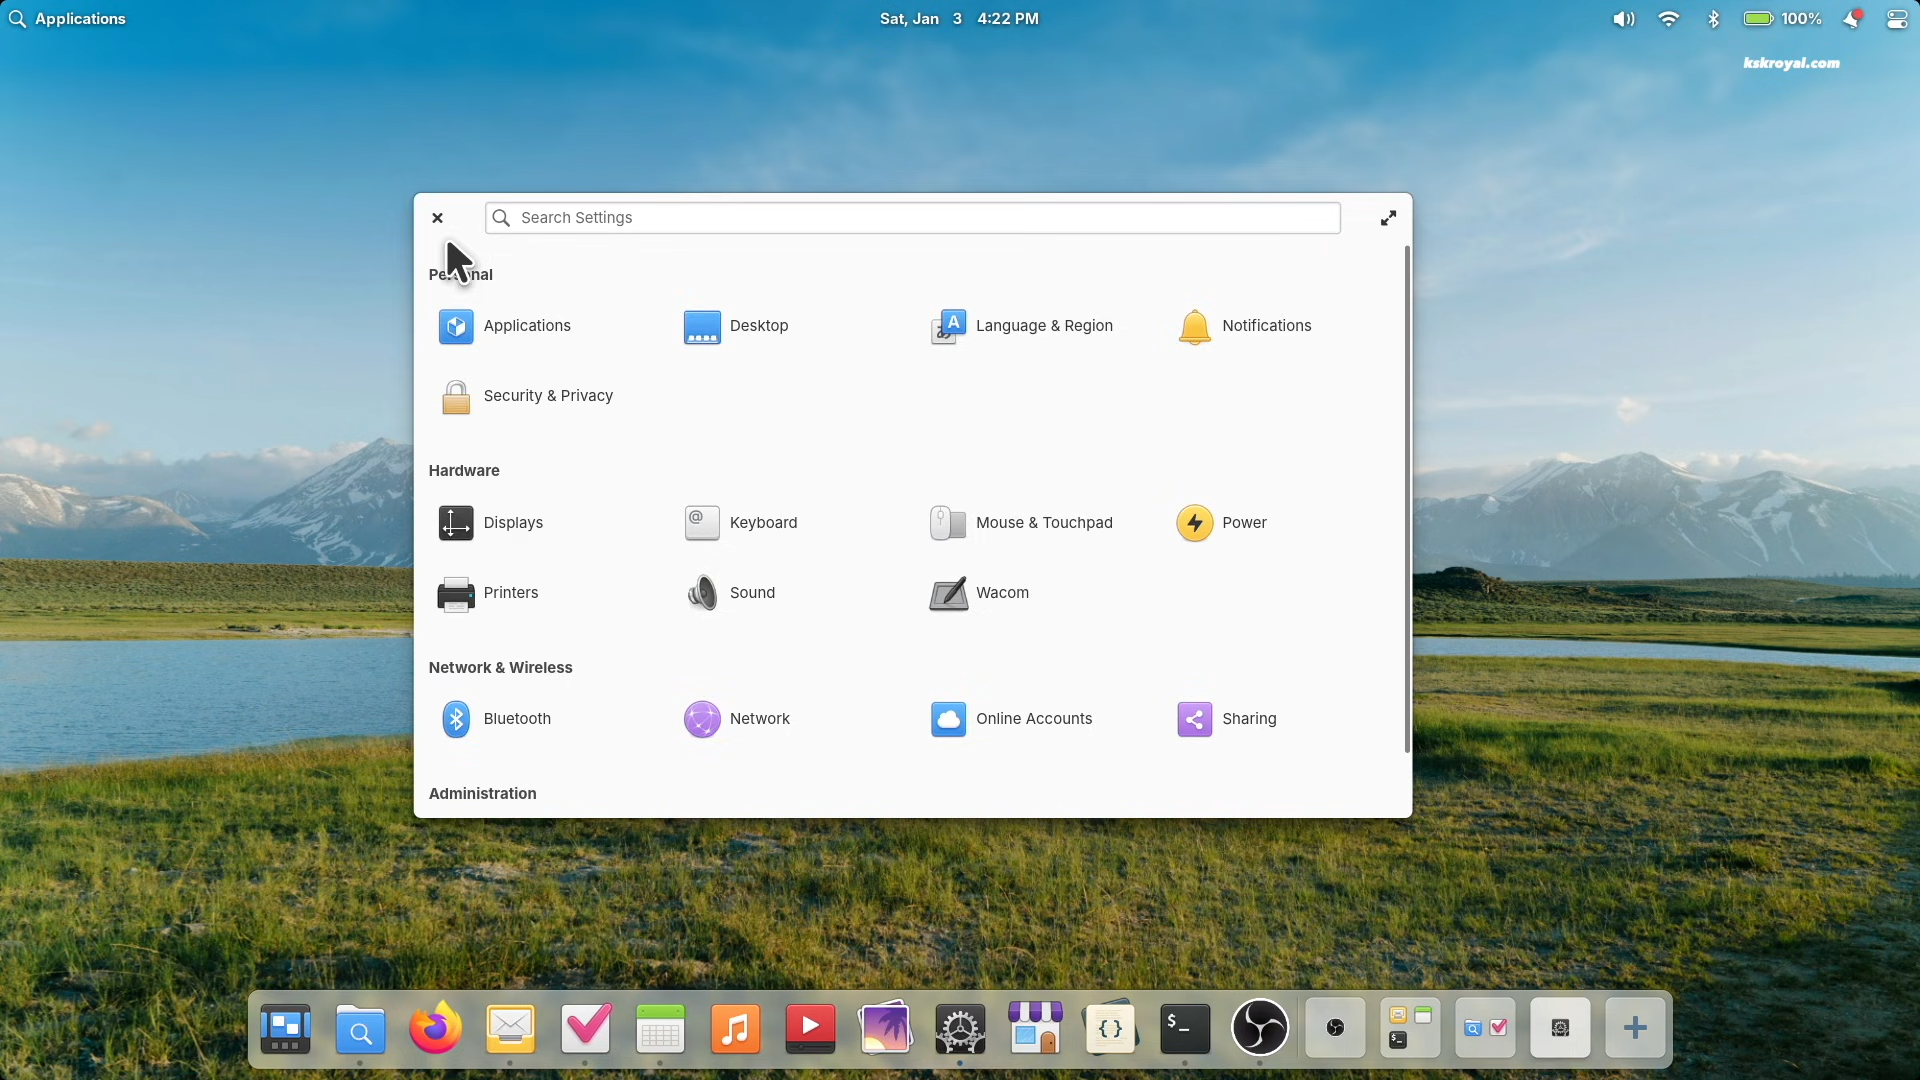 Applications
Sat, Jan 3 4:22 PM
100%
kskroyal.com
Search Settings
Personal
Applications
Desktop
Language & Region
Notifications
Security & Privacy
Hardware
Displays
Keyboard
Mouse & Touchpad
Power
Printers
Sound
Wacom
Network & Wireless
Bluetooth
Network
Online Accounts
Sharing
Administration